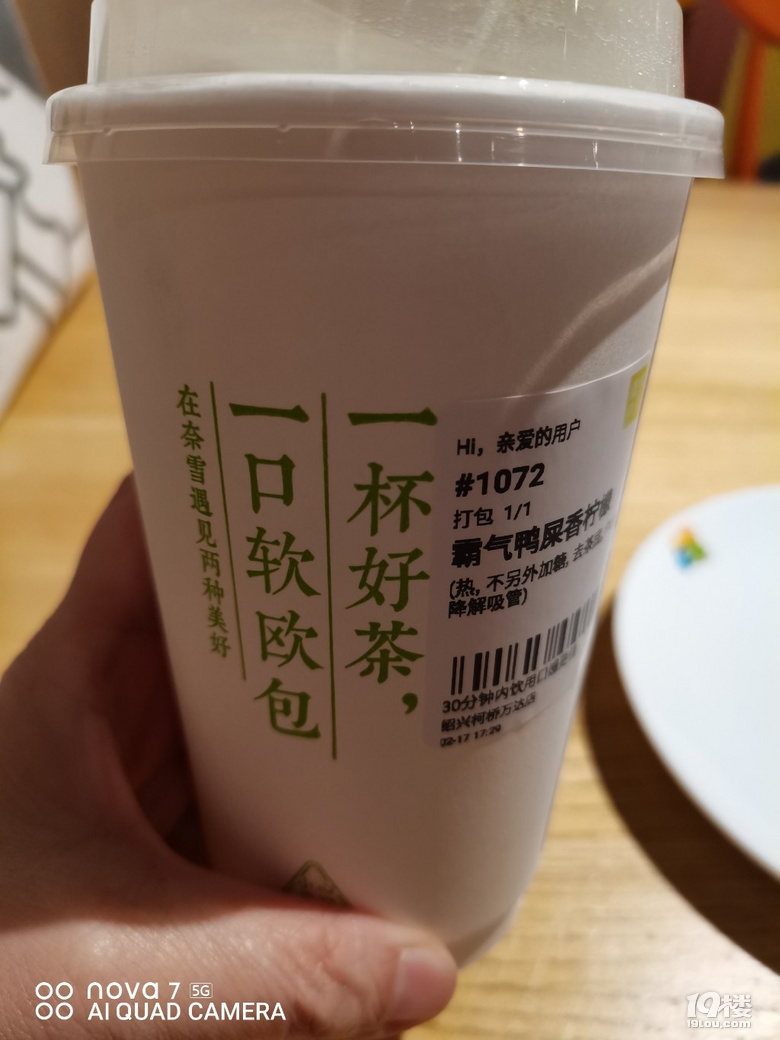 一杯好茶，
一口软欧包
在奈雪遇见两种美好
Hi，亲爱的用户
#1072
打包 1/1
霸气鸭屎香柠檬
(热, 不另外加糖, 去茶底,
降解吸管)
30分钟内饮用口感最佳
绍兴柯桥万达店
02-17 17:29
nova 7 5G
AI QUAD CAMERA
19楼
19lou.com